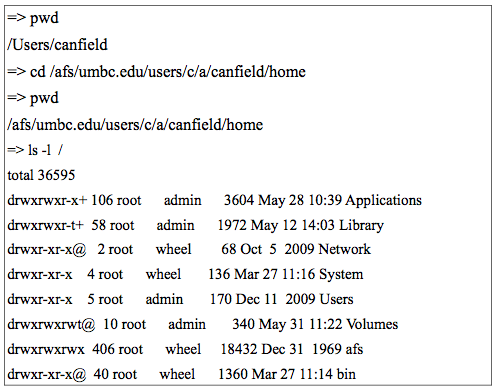 => pwd
/Users/canfield
=> cd /afs/umbc.edu/users/c/a/canfield/home
=> pwd
/afs/umbc.edu/users/c/a/canfield/home
=> ls -l /
total 36595
drwxrwxr-x+ 106 root admin 3604 May 28 10:39 Applications
drwxrwxr-t+ 58 root admin 1972 May 12 14:03 Library
drwxr-xr-x@ 2 root wheel 68 Oct 5 2009 Network
drwxr-xr-x 4 root wheel 136 Mar 27 11:16 System
drwxr-xr-x 5 root admin 170 Dec 11 2009 Users
drwxrwxrwt@ 10 root admin 340 May 31 11:22 Volumes
drwxrwxrwx 406 root wheel 18432 Dec 31 1969 afs
drwxr-xr-x@ 40 root wheel 1360 Mar 27 11:14 bin